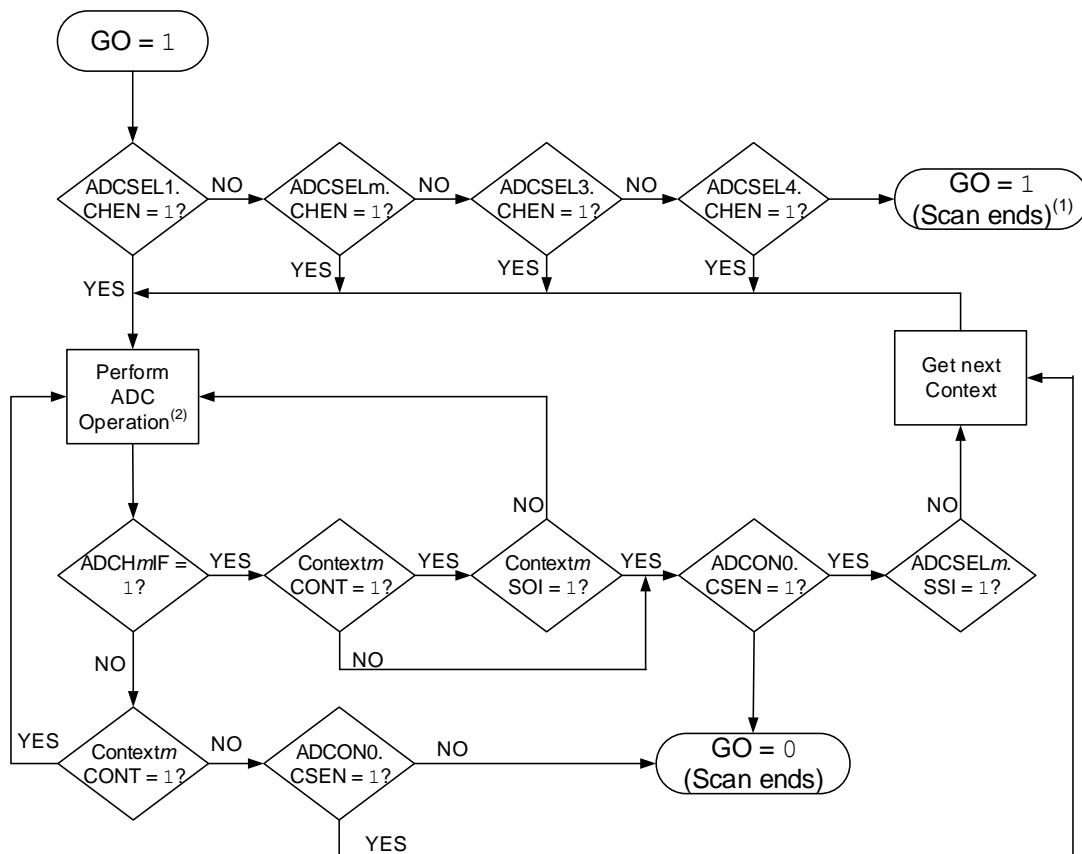 GO = 1
ADCSEL1.
CHEN = 1?
NO
ADCSELm.
CHEN = 1?
NO
ADCSEL3.
CHEN = 1?
NO
ADCSEL4.
CHEN = 1?
GO = 1
(Scan ends)(1)
YES
YES
YES
YES
Perform
ADC
Operation(2)
Get next
Context
NO
NO
ADCHmIF =
1?
YES
Contextm
CONT = 1?
YES
Contextm
SOI = 1?
YES
ADCON0.
CSEN = 1?
YES
ADCSELm.
SSI = 1?
NO
NO
YES
Contextm
CONT = 1?
NO
ADCON0.
CSEN = 1?
NO
GO = 0
(Scan ends)
YES